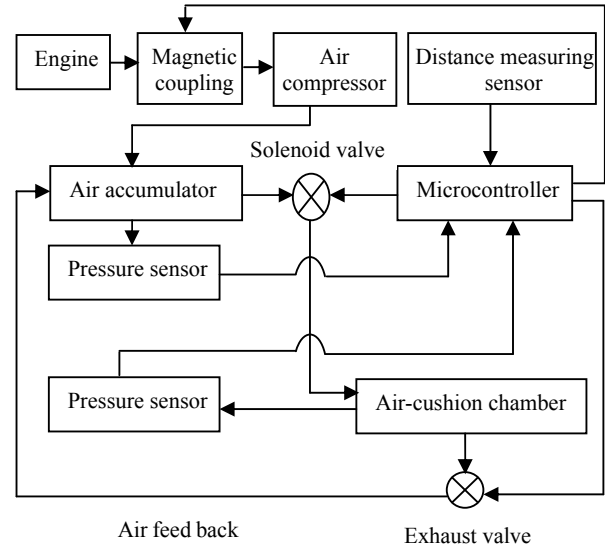 Engine
Magnetic
coupling
Air
compressor
Distance measuring
sensor
Solenoid valve
Air accumulator
Microcontroller
Pressure sensor
Pressure sensor
Air-cushion chamber
Air feed back
Exhaust valve